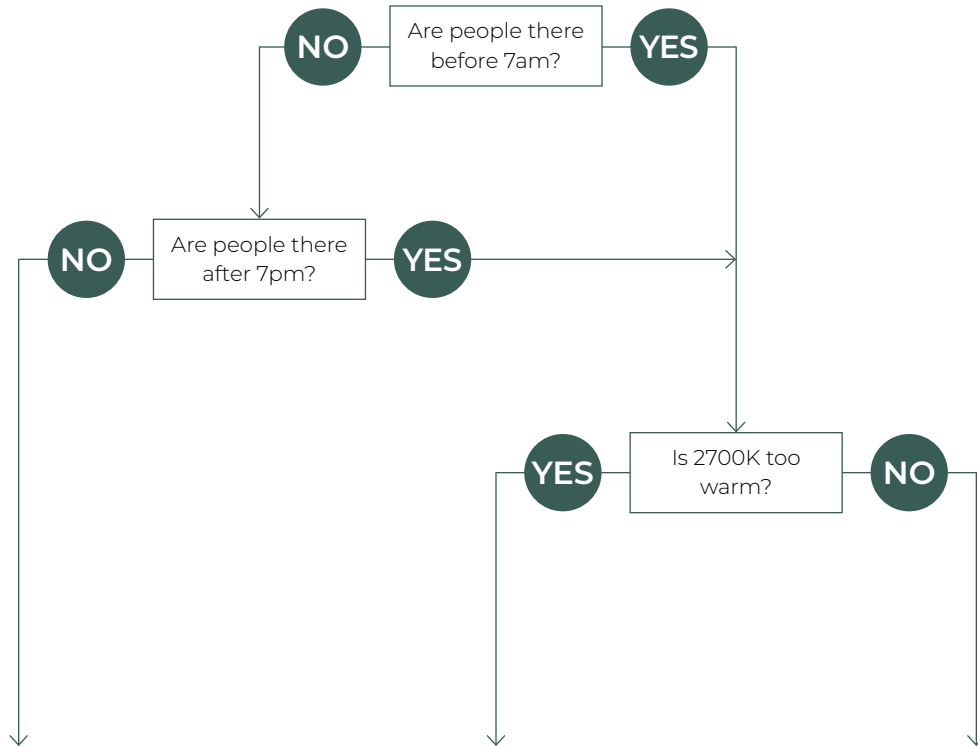 NO
Are people there
before 7am?
YES
NO
Are people there
after 7pm?
YES
YES
Is 2700K too
warm?
NO